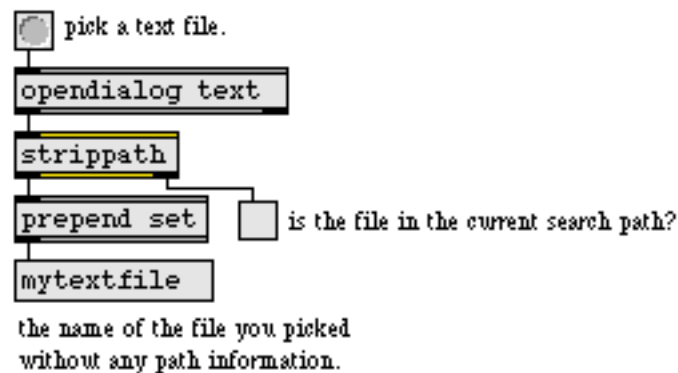 pick a text file.
opendialog text
strippath
prepend set
is the file in the current search path?
mytextfile
the name of the file you picked
without any path information.